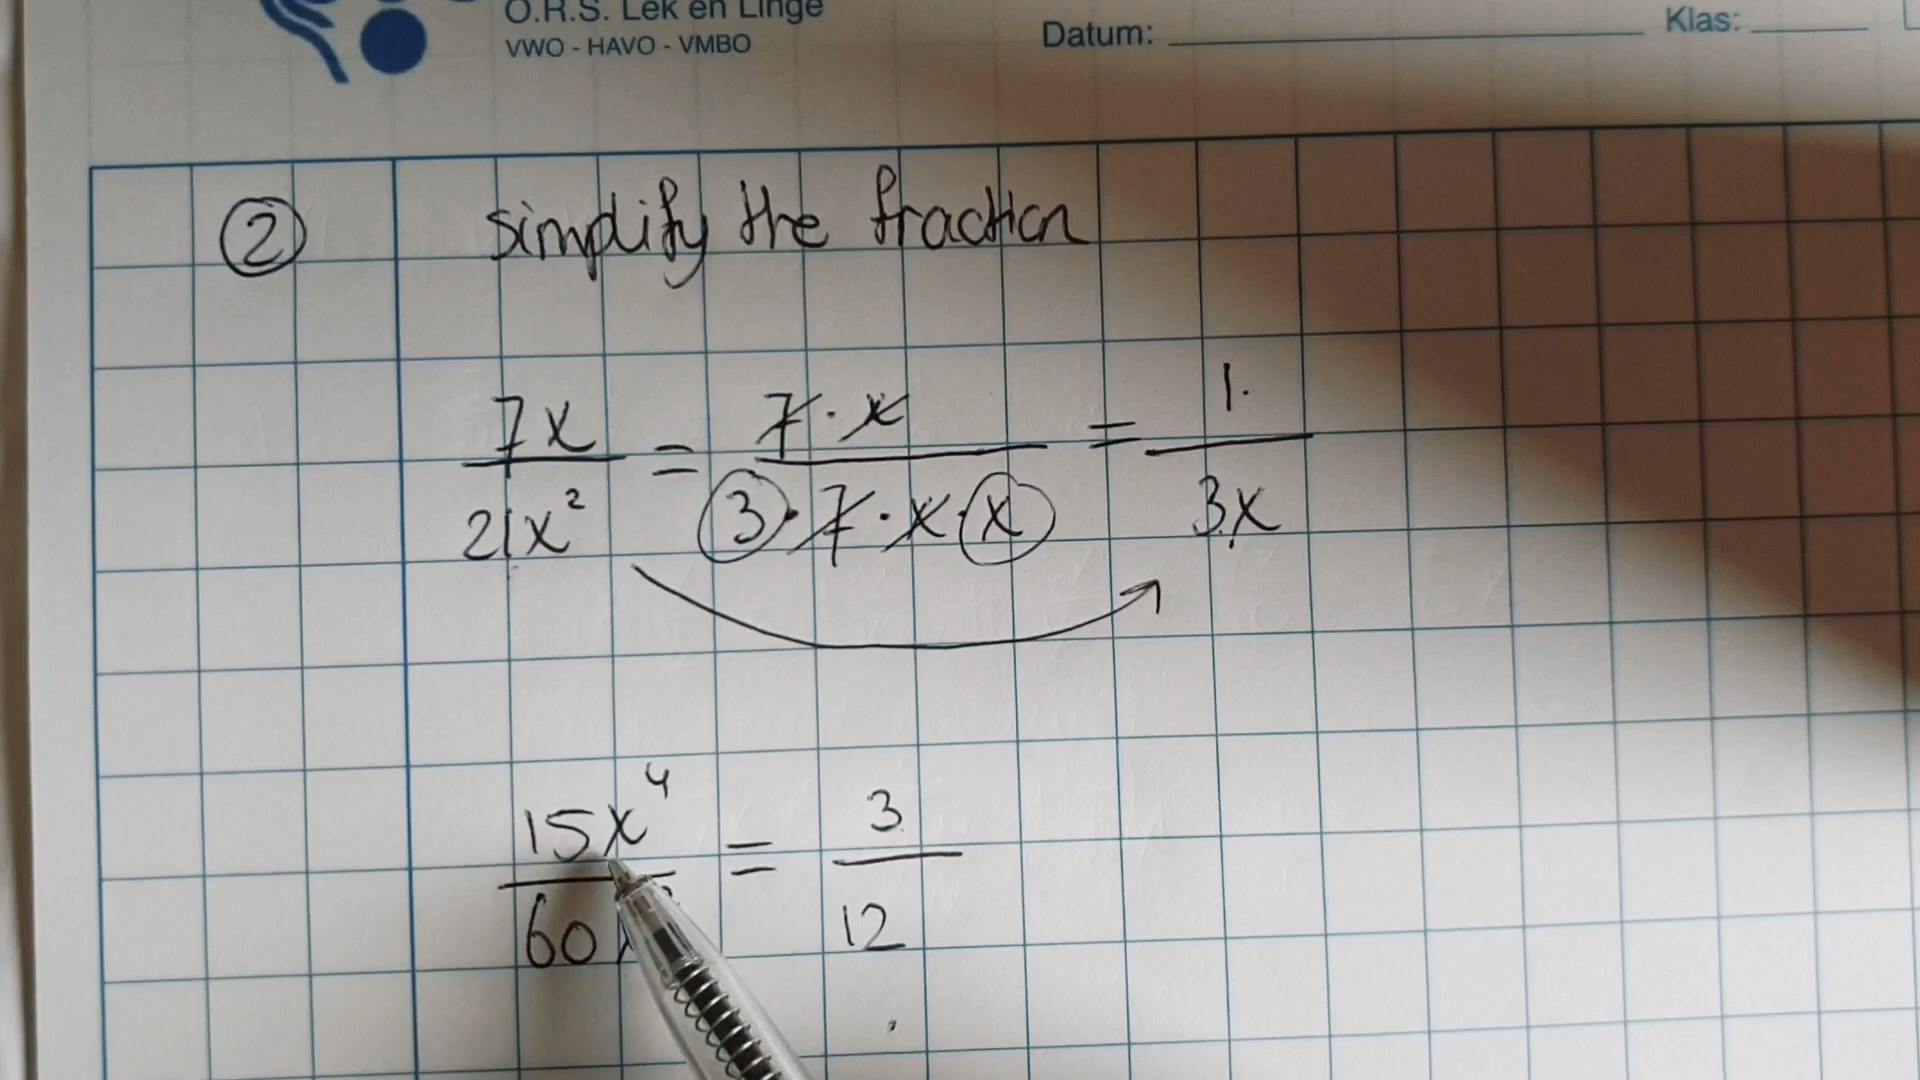 O.R.S. Lek en Linge
VWO - HAVO - VMBO
Datum:
Klas:
② simplify the fraction
7x / 21x² = 7 · x / 3 · 7 · x · x = 1 / 3x
15x⁴ / 60 = 3 / 12